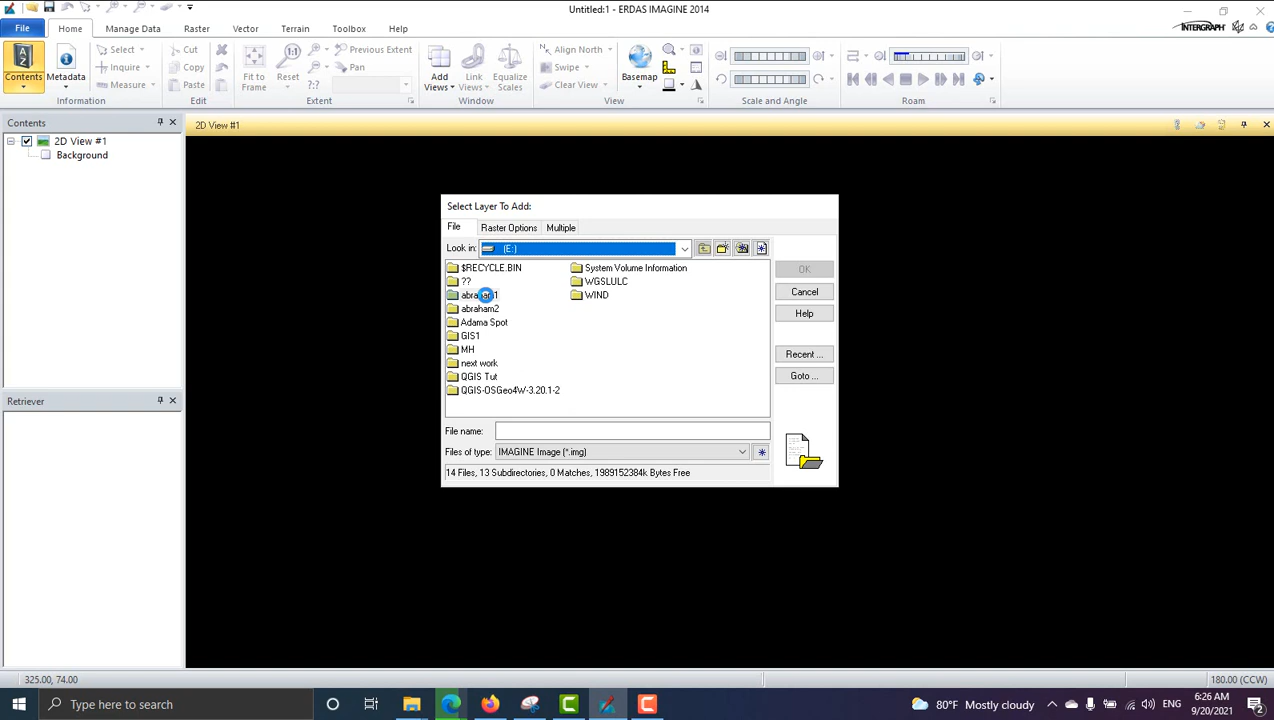 Untitled:1 - ERDAS IMAGINE 2014
File Home Manage Data Raster Vector Terrain Toolbox Help
INTERGRAPH
Contents
Metadata
Select
Inquire
Measure
Information
Cut
Copy
Paste
Edit
Fit to Frame
1:1
Reset
?:?
Previous Extent
Pan
Extent
Add Views
Link Views
Equalize Scales
Window
Align North
Swipe
Clear View
Basemap
View
Scale and Angle
Roam
Contents
2D View #1
Background
2D View #1
Retriever
Select Layer To Add:
File Raster Options Multiple
Look in: (E:)
$RECYCLE.BIN
??
abraham2
Adama Spot
GIS1
MH
next work
QGIS Tut
QGIS-OSGeo4W-3.20.1-2
System Volume Information
WGSLULC
WIND
OK
Cancel
Help
Recent ...
Goto ...
File name:
Files of type: IMAGINE Image (*.img)
14 Files, 13 Subdirectories, 0 Matches, 1989152384k Bytes Free
325.00, 74.00
180.00 (CCW)
Type here to search
80°F Mostly cloudy
6:26 AM
9/20/2021
2